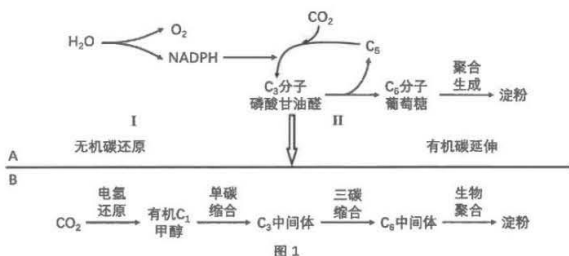 CO₂
H₂O
O₂
NADPH
C₅
C₃分子
磷酸甘油醛
C₆分子
葡萄糖
聚合
生成
淀粉
I
II
无机碳还原
有机碳延伸
A
B
CO₂
电氢
还原
有机C₁
甲醇
单碳
缩合
C₃中间体
三碳
缩合
C₆中间体
生物
聚合
淀粉
图1